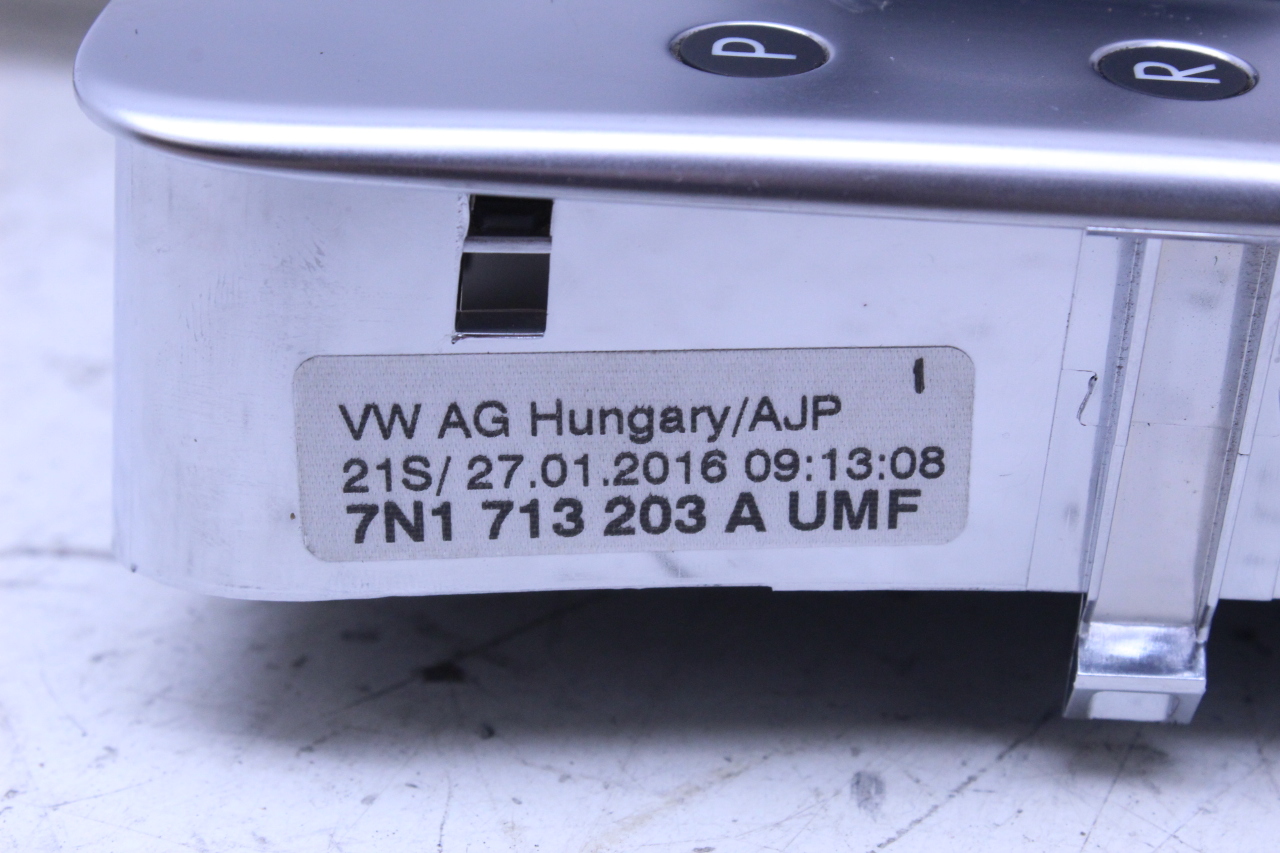 P
R
1
VW AG Hungary/AJP
21S/ 27.01.2016 09:13:08
7N1 713 203 A UMF